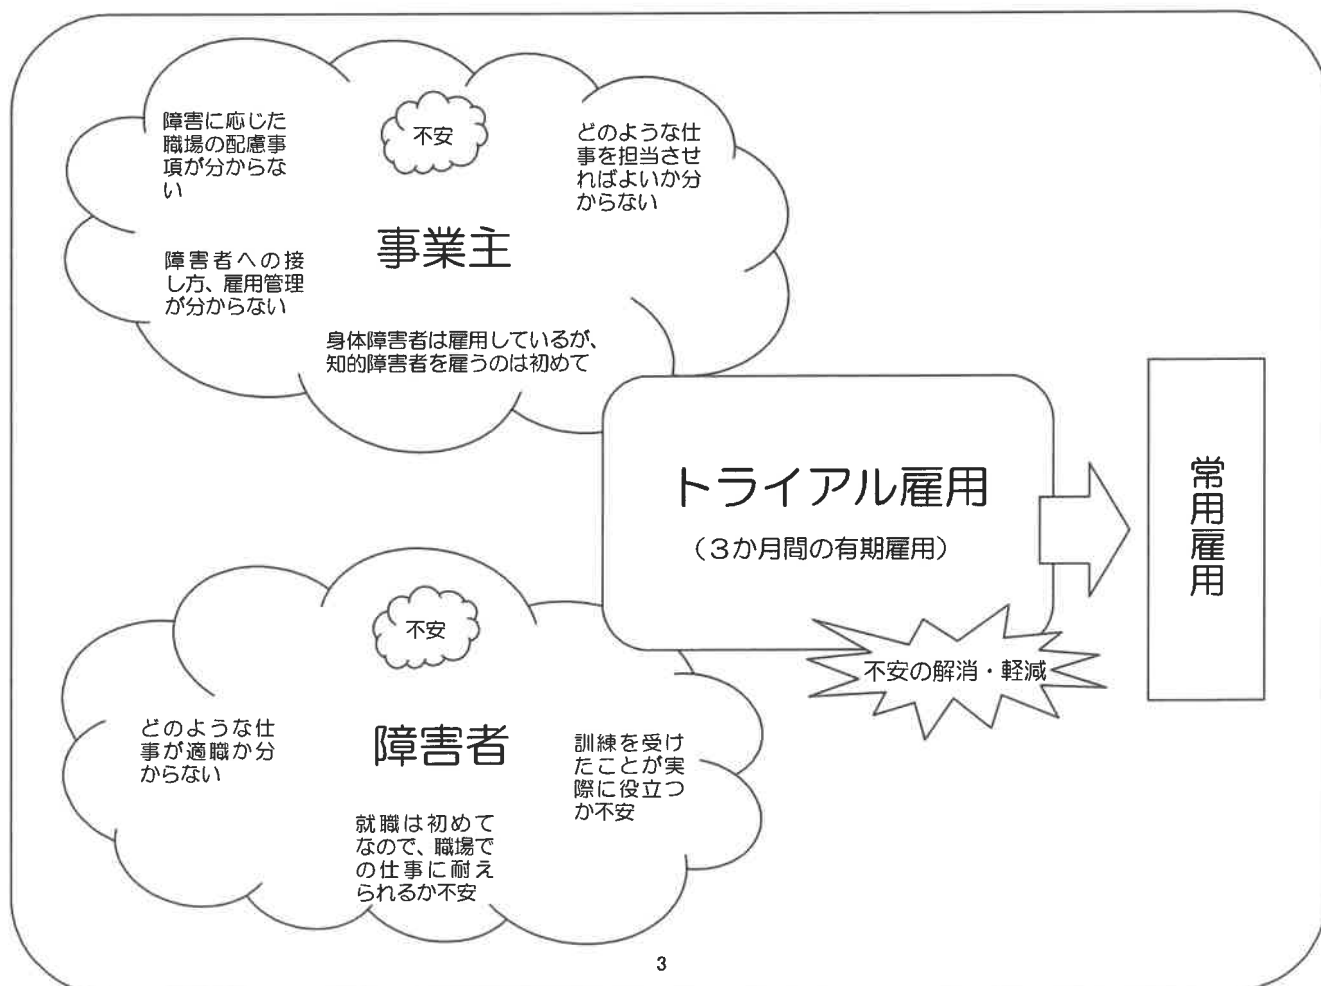 不安
障害に応じた
職場の配慮事
項が分からな
い
どのような仕
事を担当させ
ればよいか分
からない
事業主
障害者への接
し方、雇用管理
が分からない
身体障害者は雇用しているが、
知的障害者を雇うのは初めて
トライアル雇用
（３か月間の有期雇用）
常用雇用
不安の解消・軽減
不安
障害者
どのような仕
事が適職か分
からない
訓練を受け
たことが実
際に役立つ
か不安
就職は初めて
なので、職場で
の仕事に耐え
られるか不安
3